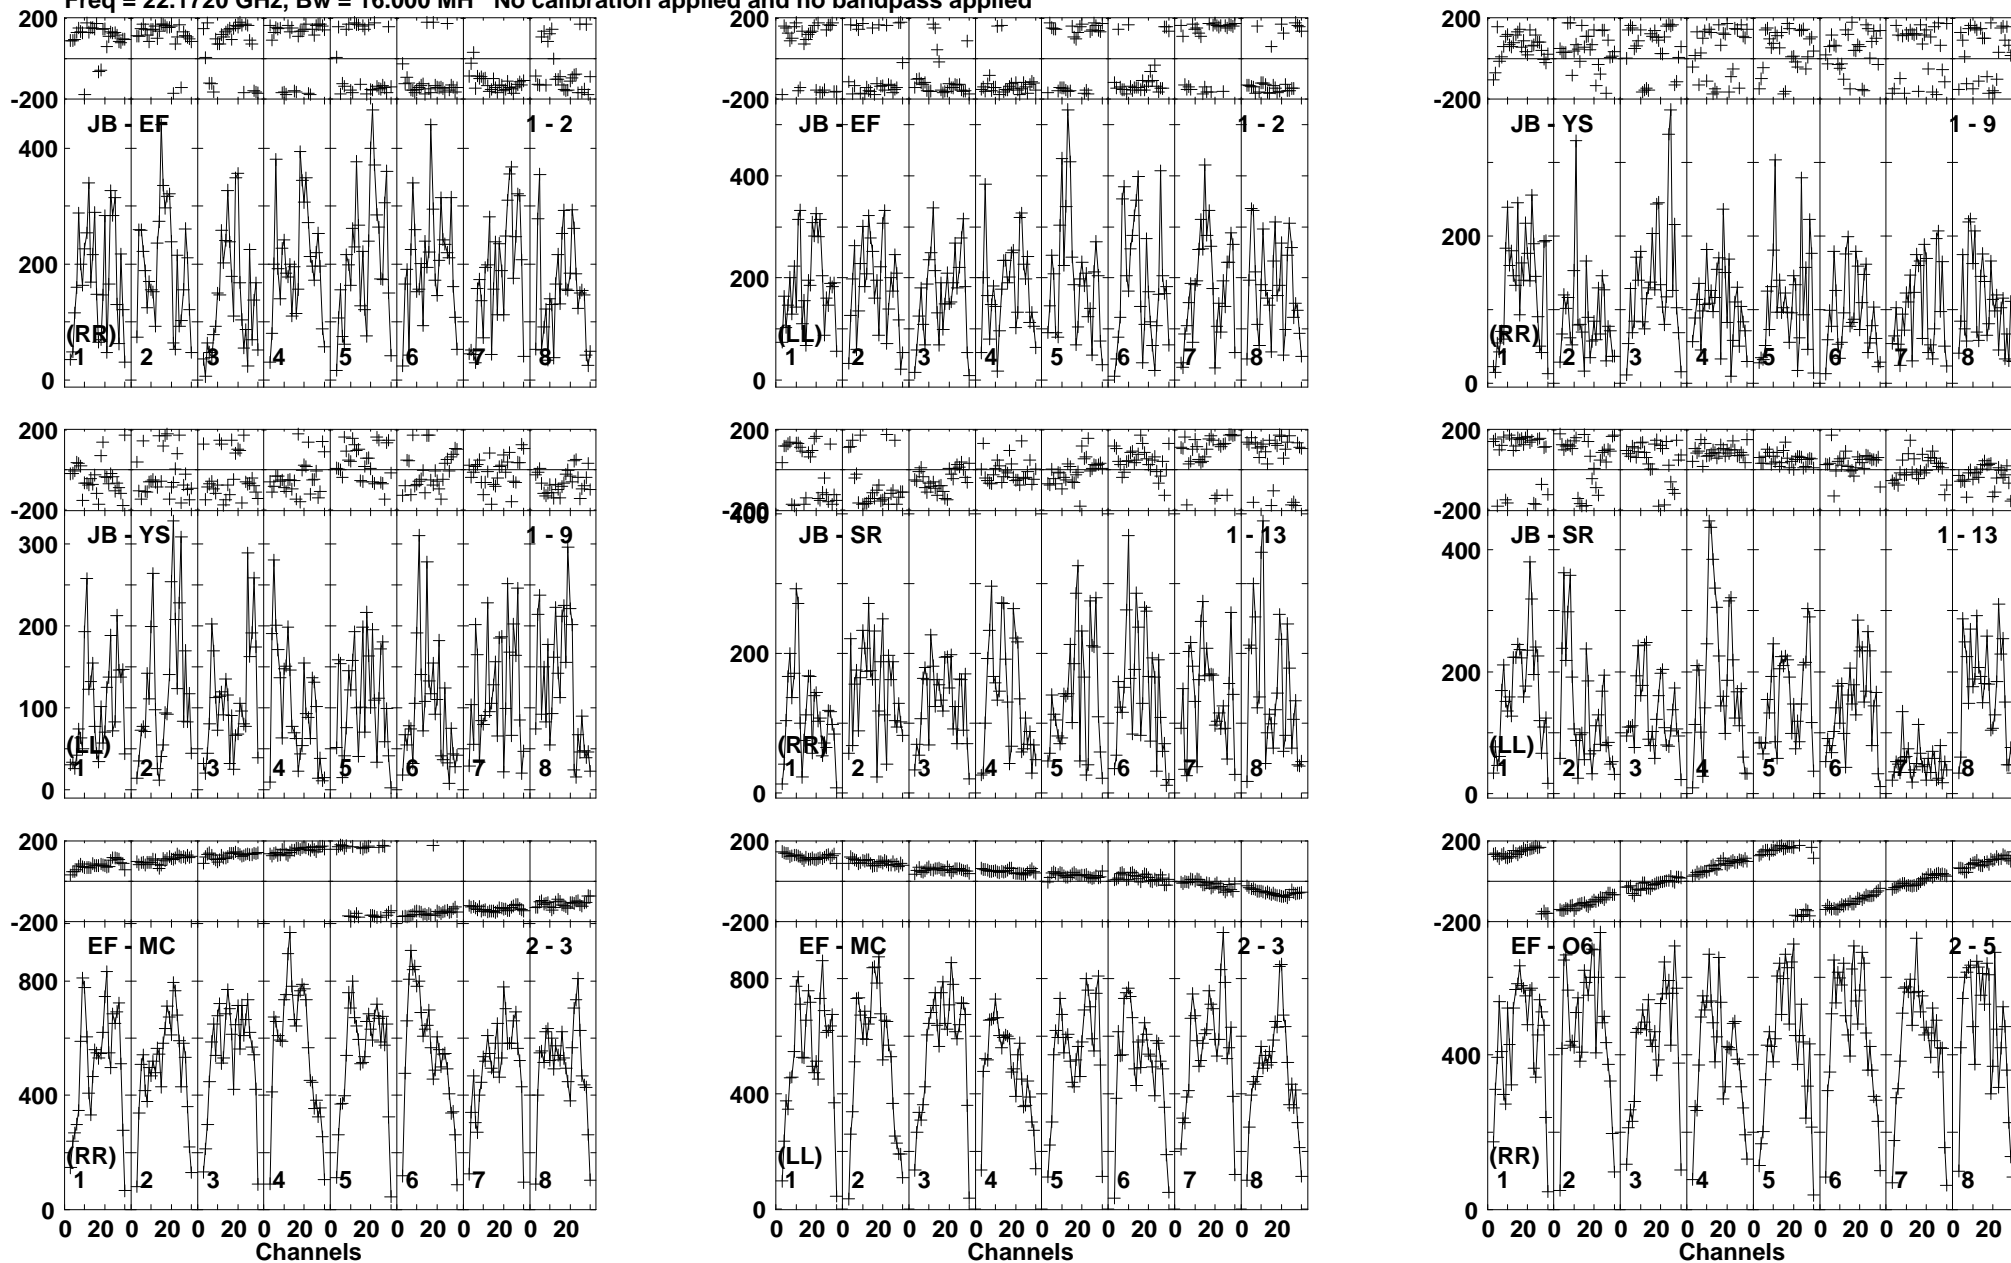 Freq = 22.1720 GHz, Bw = 16.000 MH No calibration applied and no bandpass applied
200 200 200
-200 -200 -200
JB - EF 1 - 2 JB - EF 1 - 2 JB - YS 1 - 9
400 400
200 200 200
(RR) (LL) (RR)
1 2 3 4 5 6 7 8 1 2 3 4 5 6 7 8 1 2 3 4 5 6 7 8
0 0 0
200 200 200
-200 -200 -200
400
JB - YS 1 - 9 JB - SR 1 - 13 JB - SR 1 - 13
300 400
200 200 200
100
(LL) (RR) (LL)
1 2 3 4 5 6 7 8 1 2 3 4 5 6 7 8 1 2 3 4 5 6 7 8
0 0 0
200 200 200
-200 -200 -200
EF - MC 2 - 3 EF - MC 2 - 3 EF - O6 2 - 5
800 800
400 400 400
(RR) (LL) (RR)
1 2 3 4 5 6 7 8 1 2 3 4 5 6 7 8 1 2 3 4 5 6 7 8
0 0 0
0 20 0 20 0 20 0 20 0 20 0 20 0 20 0 20 0 20 0 20 0 20 0 20 0 20 0 20 0 20 0 20 0 20 0 20 0 20 0 20 0 20 0 20 0 20 0 20
Channels Channels Channels